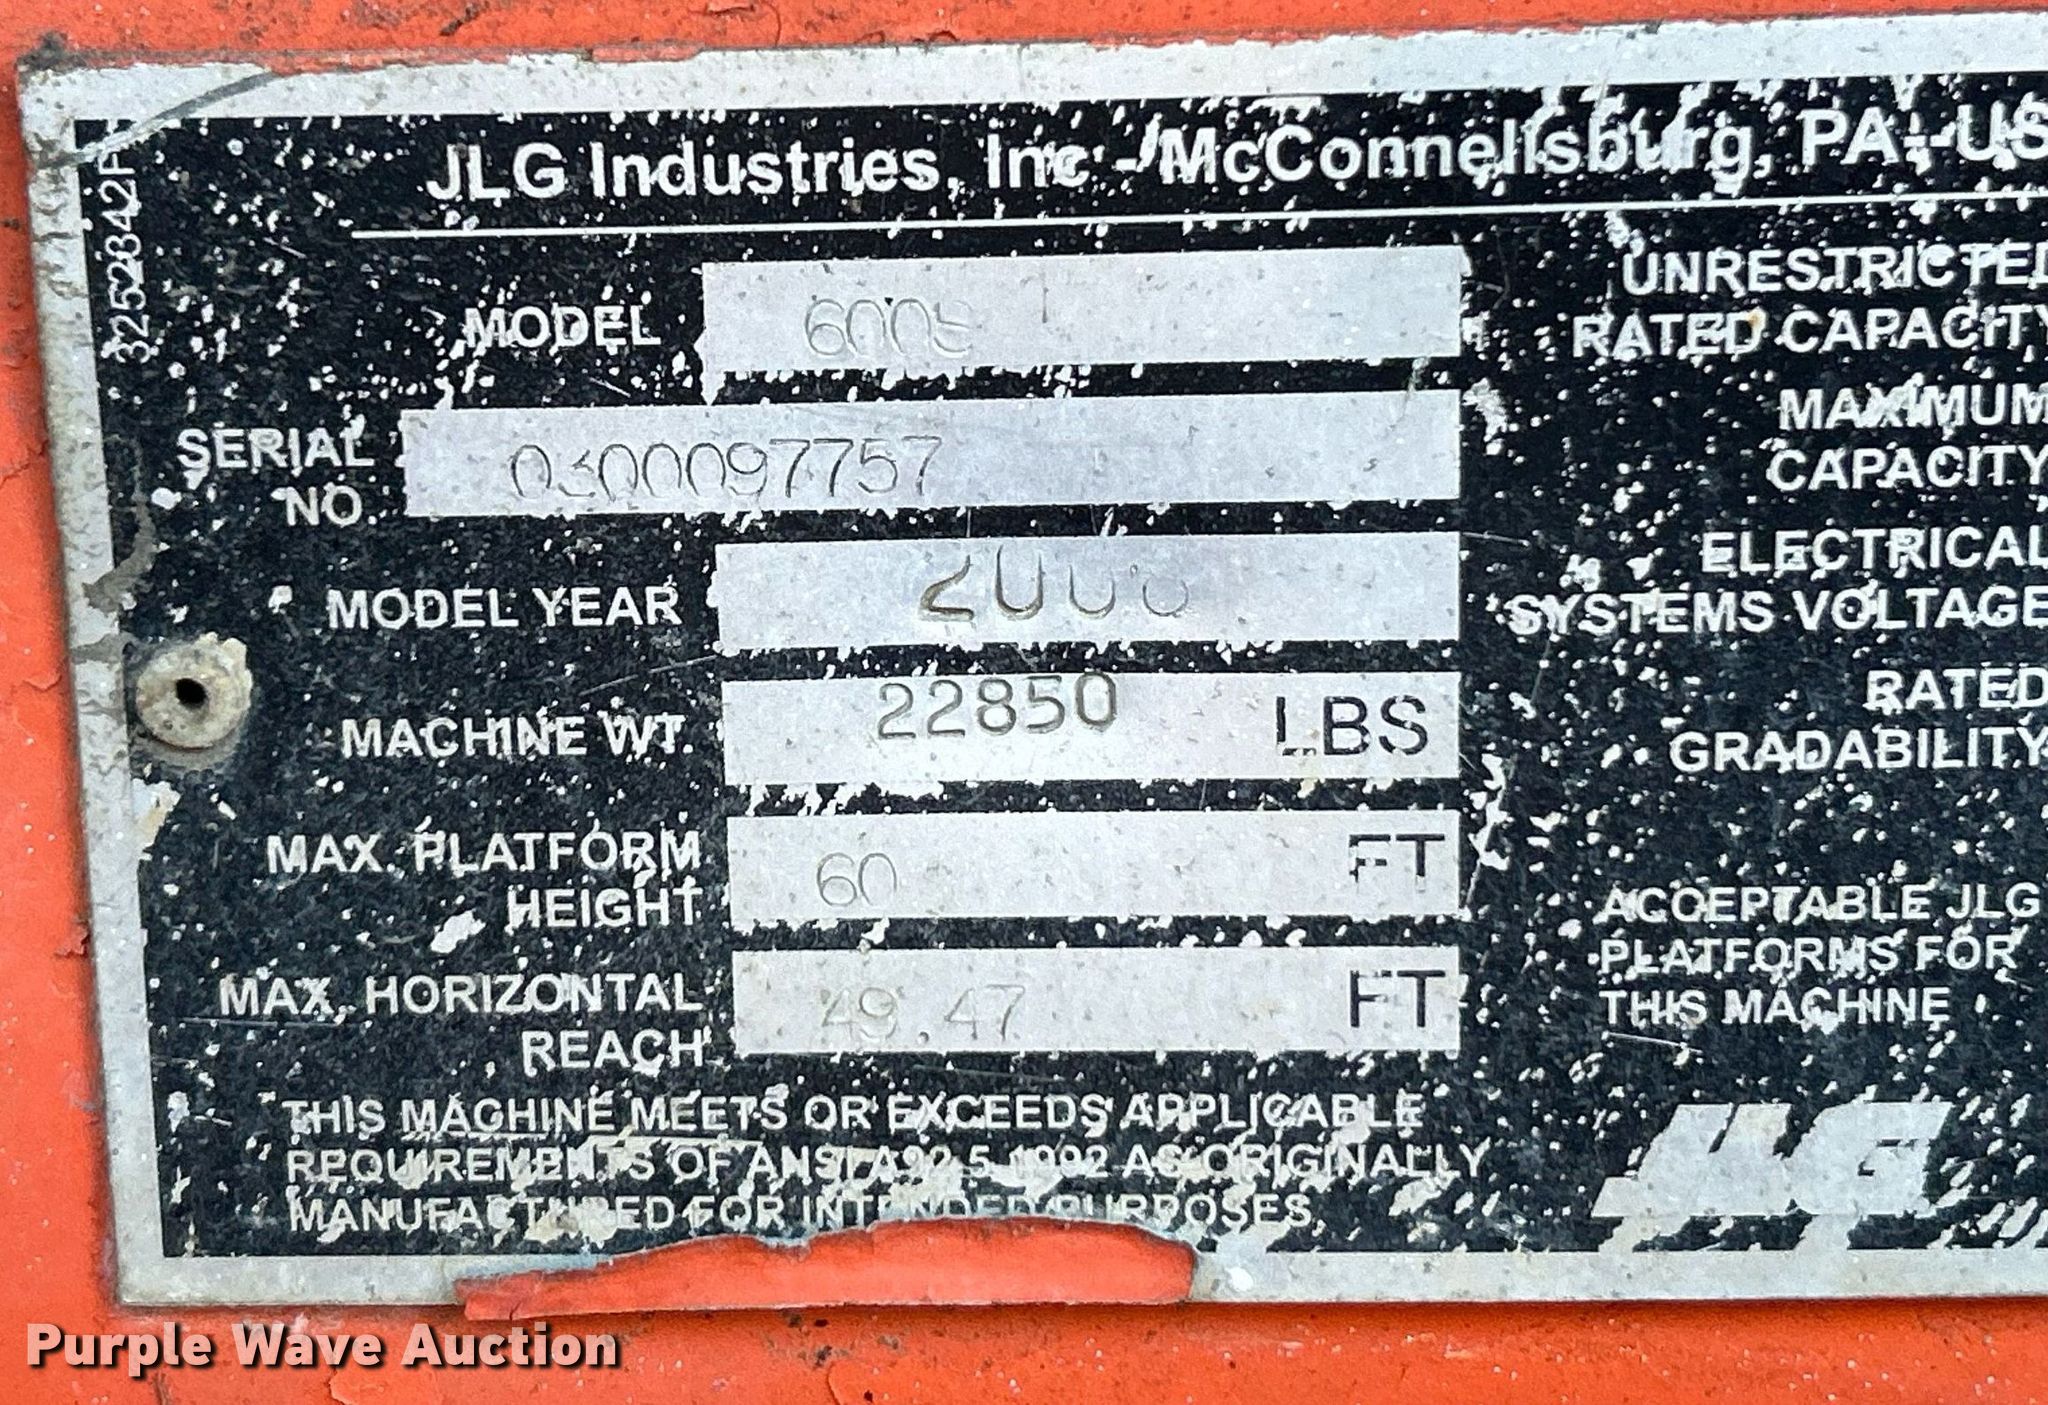 JLG Industries, Inc - McConnellsburg, PA - US
3252842F
MODEL 600S
SERIAL NO. 0300097757
MODEL YEAR
MACHINE WT. 22850 LBS
MAX. PLATFORM HEIGHT 60 FT
MAX. HORIZONTAL REACH 49.47 FT
THIS MACHINE MEETS OR EXCEEDS APPLICABLE
REQUIREMENTS OF ANSI A92.5 1992 AS ORIGINALLY
MANUFACTURED FOR INTENDED PURPOSES
UNRESTRICTED
RATED CAPACITY
MAXIMUM
CAPACITY
ELECTRICAL
SYSTEMS VOLTAGE
RATED
GRADABILITY
ACCEPTABLE JLG
PLATFORMS FOR
THIS MACHINE
JLG
Purple Wave Auction